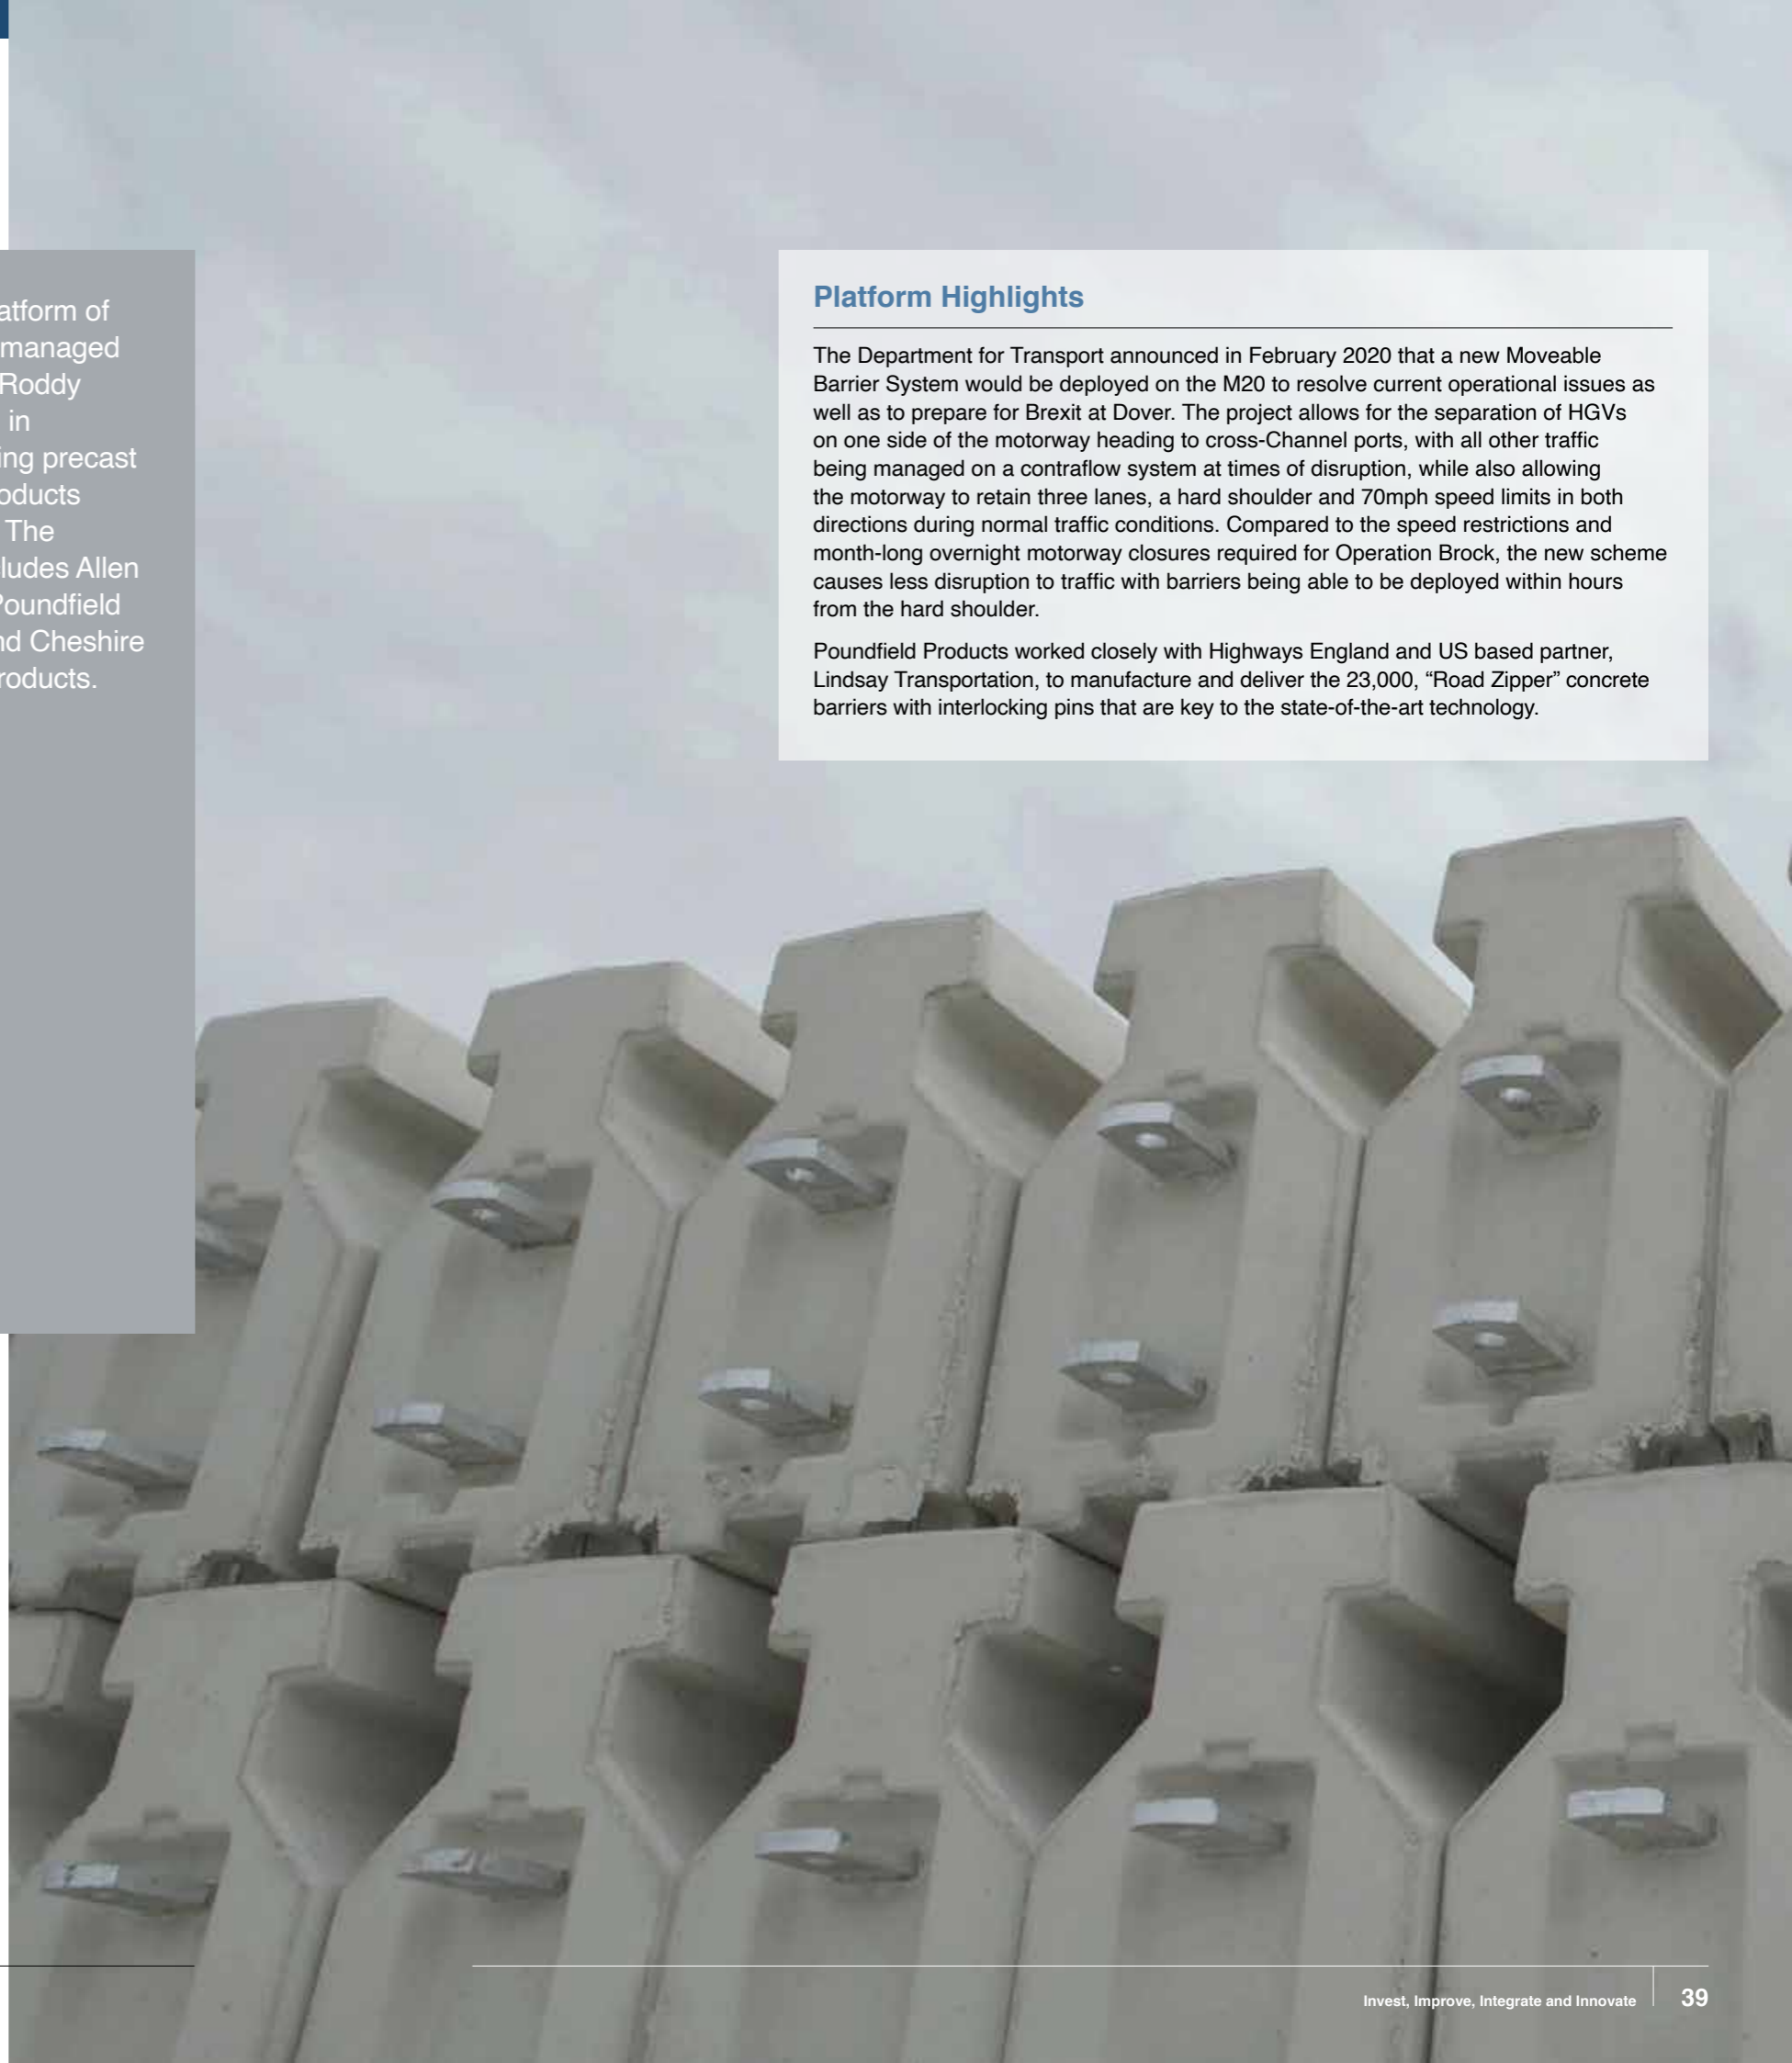 atform of
managed
Roddy
in
ing precast
oducts
The
ludes Allen
Poundfield
nd Cheshire
roducts.
Platform Highlights
The Department for Transport announced in February 2020 that a new Moveable
Barrier System would be deployed on the M20 to resolve current operational issues as
well as to prepare for Brexit at Dover. The project allows for the separation of HGVs
on one side of the motorway heading to cross-Channel ports, with all other traffic
being managed on a contraflow system at times of disruption, while also allowing
the motorway to retain three lanes, a hard shoulder and 70mph speed limits in both
directions during normal traffic conditions. Compared to the speed restrictions and
month-long overnight motorway closures required for Operation Brock, the new scheme
causes less disruption to traffic with barriers being able to be deployed within hours
from the hard shoulder.
Poundfield Products worked closely with Highways England and US based partner,
Lindsay Transportation, to manufacture and deliver the 23,000, “Road Zipper” concrete
barriers with interlocking pins that are key to the state-of-the-art technology.
Invest, Improve, Integrate and Innovate 39